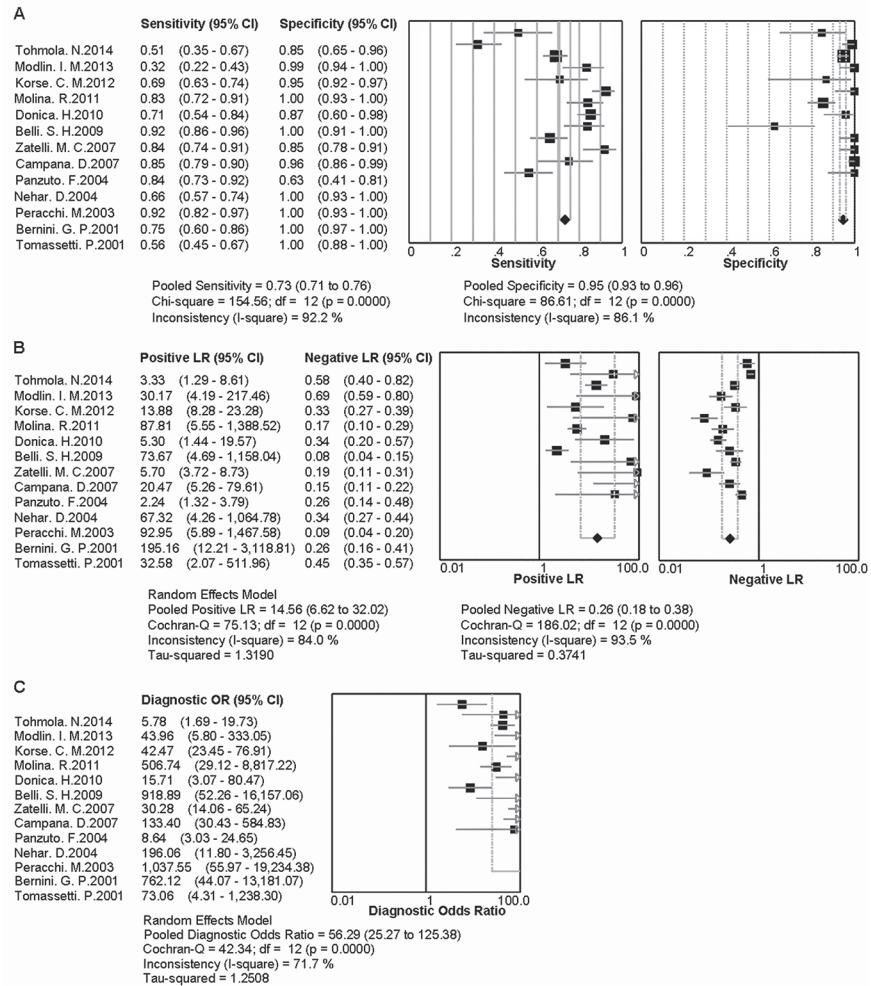 A
Sensitivity (95% CI) Specificity (95% CI)
Tohmola. N.2014 0.51 (0.35 - 0.67) 0.85 (0.65 - 0.96)
Modlin. I. M.2013 0.32 (0.22 - 0.43) 0.99 (0.94 - 1.00)
Korse. C. M.2012 0.69 (0.63 - 0.74) 0.95 (0.92 - 0.97)
Molina. R.2011 0.83 (0.72 - 0.91) 1.00 (0.93 - 1.00)
Donica. H.2010 0.71 (0.54 - 0.84) 0.87 (0.60 - 0.98)
Belli. S. H.2009 0.92 (0.86 - 0.96) 1.00 (0.91 - 1.00)
Zatelli. M. C.2007 0.84 (0.74 - 0.91) 0.85 (0.78 - 0.91)
Campana. D.2007 0.85 (0.79 - 0.90) 0.96 (0.86 - 0.99)
Panzuto. F.2004 0.84 (0.73 - 0.92) 0.63 (0.41 - 0.81)
Nehar. D.2004 0.66 (0.57 - 0.74) 1.00 (0.93 - 1.00)
Peracchi. M.2003 0.92 (0.82 - 0.97) 1.00 (0.93 - 1.00)
Bernini. G. P.2001 0.75 (0.60 - 0.86) 1.00 (0.97 - 1.00)
Tomassetti. P.2001 0.56 (0.45 - 0.67) 1.00 (0.88 - 1.00)
0 .2 .4 .6 .8 1 0 .2 .4 .6 .8 1
Sensitivity Specificity
Pooled Sensitivity = 0.73 (0.71 to 0.76) Pooled Specificity = 0.95 (0.93 to 0.96)
Chi-square = 154.56; df = 12 (p = 0.0000) Chi-square = 86.61; df = 12 (p = 0.0000)
Inconsistency (I-square) = 92.2 % Inconsistency (I-square) = 86.1 %
B
Positive LR (95% CI) Negative LR (95% CI)
Tohmola. N.2014 3.33 (1.29 - 8.61) 0.58 (0.40 - 0.82)
Modlin. I. M.2013 30.17 (4.19 - 217.46) 0.69 (0.59 - 0.80)
Korse. C. M.2012 13.88 (8.28 - 23.28) 0.33 (0.27 - 0.39)
Molina. R.2011 87.81 (5.55 - 1,388.52) 0.17 (0.10 - 0.29)
Donica. H.2010 5.30 (1.44 - 19.57) 0.34 (0.20 - 0.57)
Belli. S. H.2009 73.67 (4.69 - 1,158.04) 0.08 (0.04 - 0.15)
Zatelli. M. C.2007 5.70 (3.72 - 8.73) 0.19 (0.11 - 0.31)
Campana. D.2007 20.47 (5.26 - 79.61) 0.15 (0.11 - 0.22)
Panzuto. F.2004 2.24 (1.32 - 3.79) 0.26 (0.14 - 0.48)
Nehar. D.2004 67.32 (4.26 - 1,064.78) 0.34 (0.27 - 0.44)
Peracchi. M.2003 92.95 (5.89 - 1,467.58) 0.09 (0.04 - 0.20)
Bernini. G. P.2001 195.16 (12.21 - 3,118.81) 0.26 (0.16 - 0.41)
Tomassetti. P.2001 32.58 (2.07 - 511.96) 0.45 (0.35 - 0.57)
0.01 1 100.0 0.01 1 100.0
Positive LR Negative LR
Random Effects Model
Pooled Positive LR = 14.56 (6.62 to 32.02) Pooled Negative LR = 0.26 (0.18 to 0.38)
Cochran-Q = 75.13; df = 12 (p = 0.0000) Cochran-Q = 186.02; df = 12 (p = 0.0000)
Inconsistency (I-square) = 84.0 % Inconsistency (I-square) = 93.5 %
Tau-squared = 1.3190 Tau-squared = 0.3741
C
Diagnostic OR (95% CI)
Tohmola. N.2014 5.78 (1.69 - 19.73)
Modlin. I. M.2013 43.96 (5.80 - 333.05)
Korse. C. M.2012 42.47 (23.45 - 76.91)
Molina. R.2011 506.74 (29.12 - 8,817.22)
Donica. H.2010 15.71 (3.07 - 80.47)
Belli. S. H.2009 918.89 (52.26 - 16,157.06)
Zatelli. M. C.2007 30.28 (14.06 - 65.24)
Campana. D.2007 133.40 (30.43 - 584.83)
Panzuto. F.2004 8.64 (3.03 - 24.65)
Nehar. D.2004 196.06 (11.80 - 3,256.45)
Peracchi. M.2003 1,037.55 (55.97 - 19,234.38)
Bernini. G. P.2001 762.12 (44.07 - 13,181.07)
Tomassetti. P.2001 73.06 (4.31 - 1,238.30)
0.01 1 100.0
Diagnostic Odds Ratio
Random Effects Model
Pooled Diagnostic Odds Ratio = 56.29 (25.27 to 125.38)
Cochran-Q = 42.34; df = 12 (p = 0.0000)
Inconsistency (I-square) = 71.7 %
Tau-squared = 1.2508